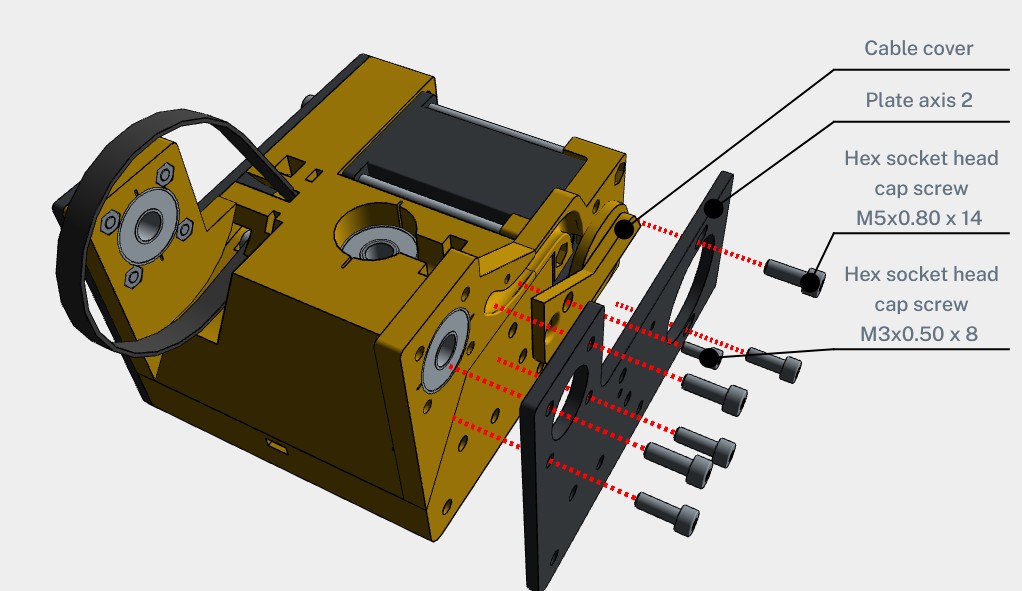 Cable cover
Plate axis 2
Hex socket head
cap screw
M5x0.80 x 14
Hex socket head
cap screw
M3x0.50 x 8